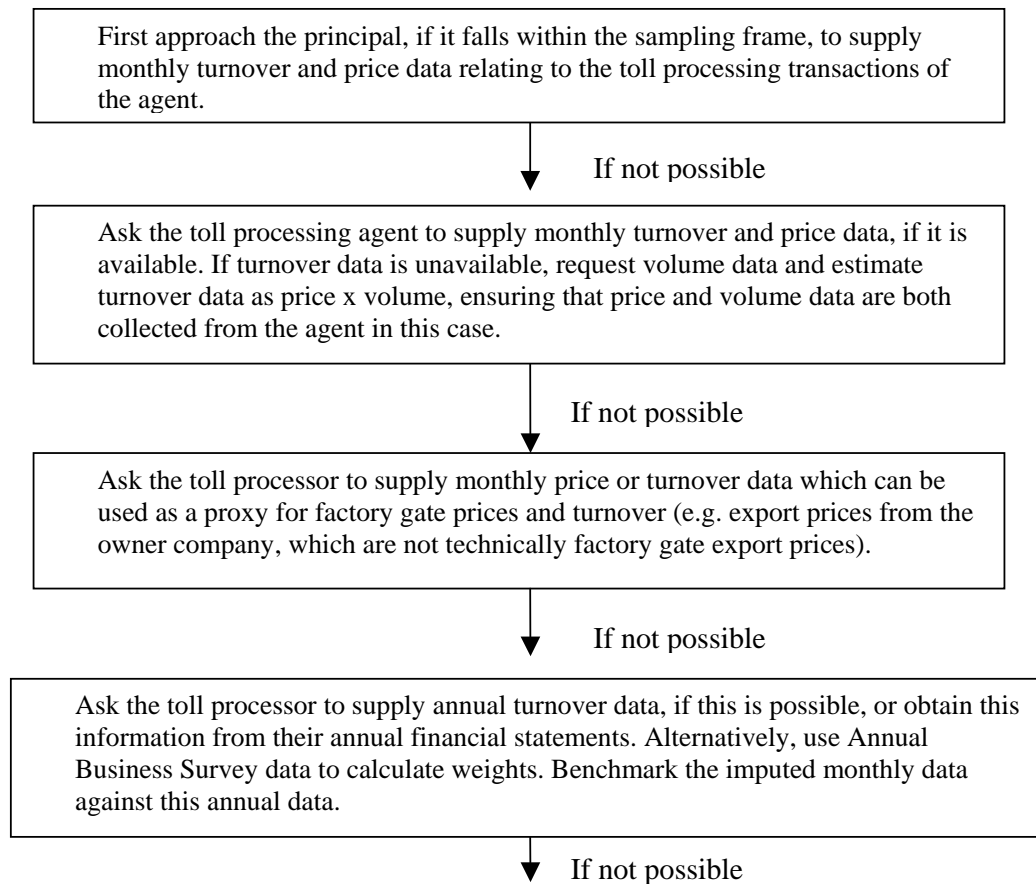 First approach the principal, if it falls within the sampling frame, to supply
monthly turnover and price data relating to the toll processing transactions of
the agent.
If not possible
Ask the toll processing agent to supply monthly turnover and price data, if it is
available. If turnover data is unavailable, request volume data and estimate
turnover data as price x volume, ensuring that price and volume data are both
collected from the agent in this case.
If not possible
Ask the toll processor to supply monthly price or turnover data which can be
used as a proxy for factory gate prices and turnover (e.g. export prices from the
owner company, which are not technically factory gate export prices).
If not possible
Ask the toll processor to supply annual turnover data, if this is possible, or obtain this
information from their annual financial statements. Alternatively, use Annual
Business Survey data to calculate weights. Benchmark the imputed monthly data
against this annual data.
If not possible